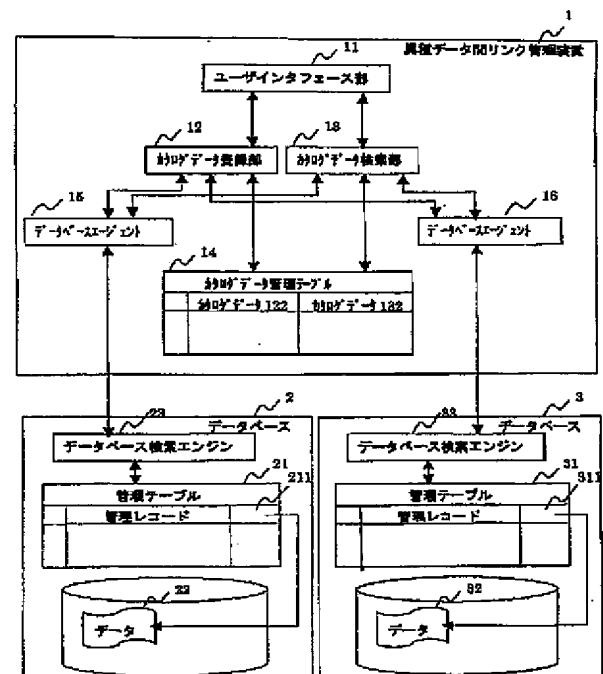 1
異種データ間リンク管理装置
11
ユーザインタフェース部
12
カタログデータ登録部
13
カタログデータ検索部
15
データベースエージェント
16
データベースエージェント
14
カタログデータ管理テーブル
カタログデータ122 カタログデータ132
2
データベース
23
データベース検索エンジン
21
管理テーブル
211
管理レコード
22
データ
3
データベース
33
データベース検索エンジン
31
管理テーブル
311
管理レコード
32
データ